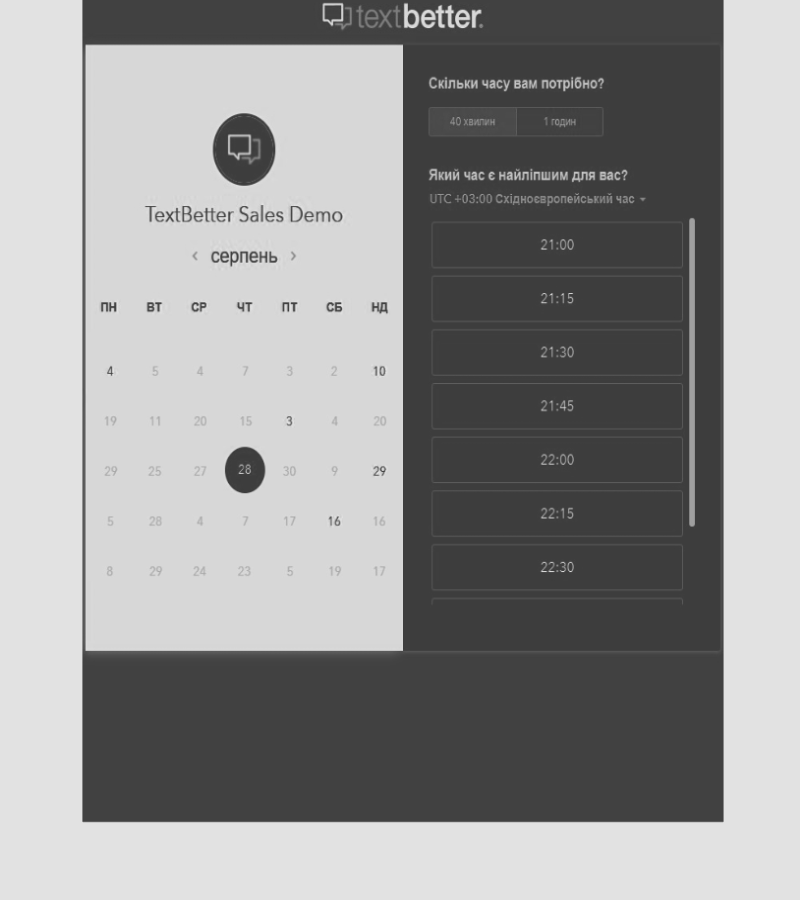 textbetter.
TextBetter Sales Demo
‹ серпень ›
ПН ВТ СР ЧТ ПТ СБ НД
4 5 4 7 3 2 10
19 11 20 15 3 4 20
29 25 27 28 30 9 29
5 28 4 7 17 16 16
8 29 24 23 5 19 17
Скільки часу вам потрібно?
40 хвилин 1 годин
Який час є найліпшим для вас?
UTC +03:00 Східноєвропейський час
21:00
21:15
21:30
21:45
22:00
22:15
22:30